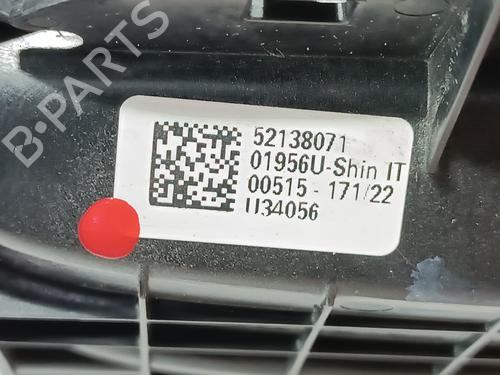 52138071
01956U-Shin IT
00515 - 171/22
U34056
B-PARTS